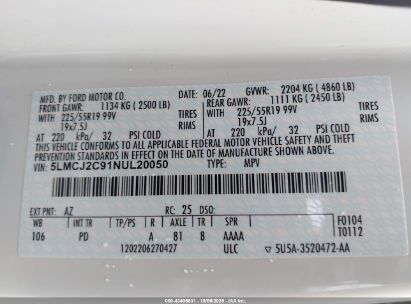 MFD. BY FORD MOTOR CO.
DATE: 06/22 GVWR: 2204 KG (4860 LB)
FRONT GAWR: 1134 KG (2500 LB) REAR GAWR: 1111 KG (2450 LB)
WITH 225/55R19 99V TIRES WITH 225/55R19 99V TIRES
19x7.5J RIMS 19x7.5J RIMS
AT 220 kPa/ 32 PSI COLD AT 220 kPa/ 32 PSI COLD
THIS VEHICLE CONFORMS TO ALL APPLICABLE FEDERAL MOTOR VEHICLE SAFETY
AND THEFT PREVENTION STANDARDS IN EFFECT ON THE DATE OF MANUFACTURE SHOWN ABOVE.
VIN: 5LMCJ2C91NUL20050 TYPE: MPV
EXT PNT: AZ RC: 25 DSO:
WB INT TR TP/PS R AXLE TR SPR F0104
106 PD A B1 B AAAA T0112
1202206270427 ULC 5U5A-3520472-AA